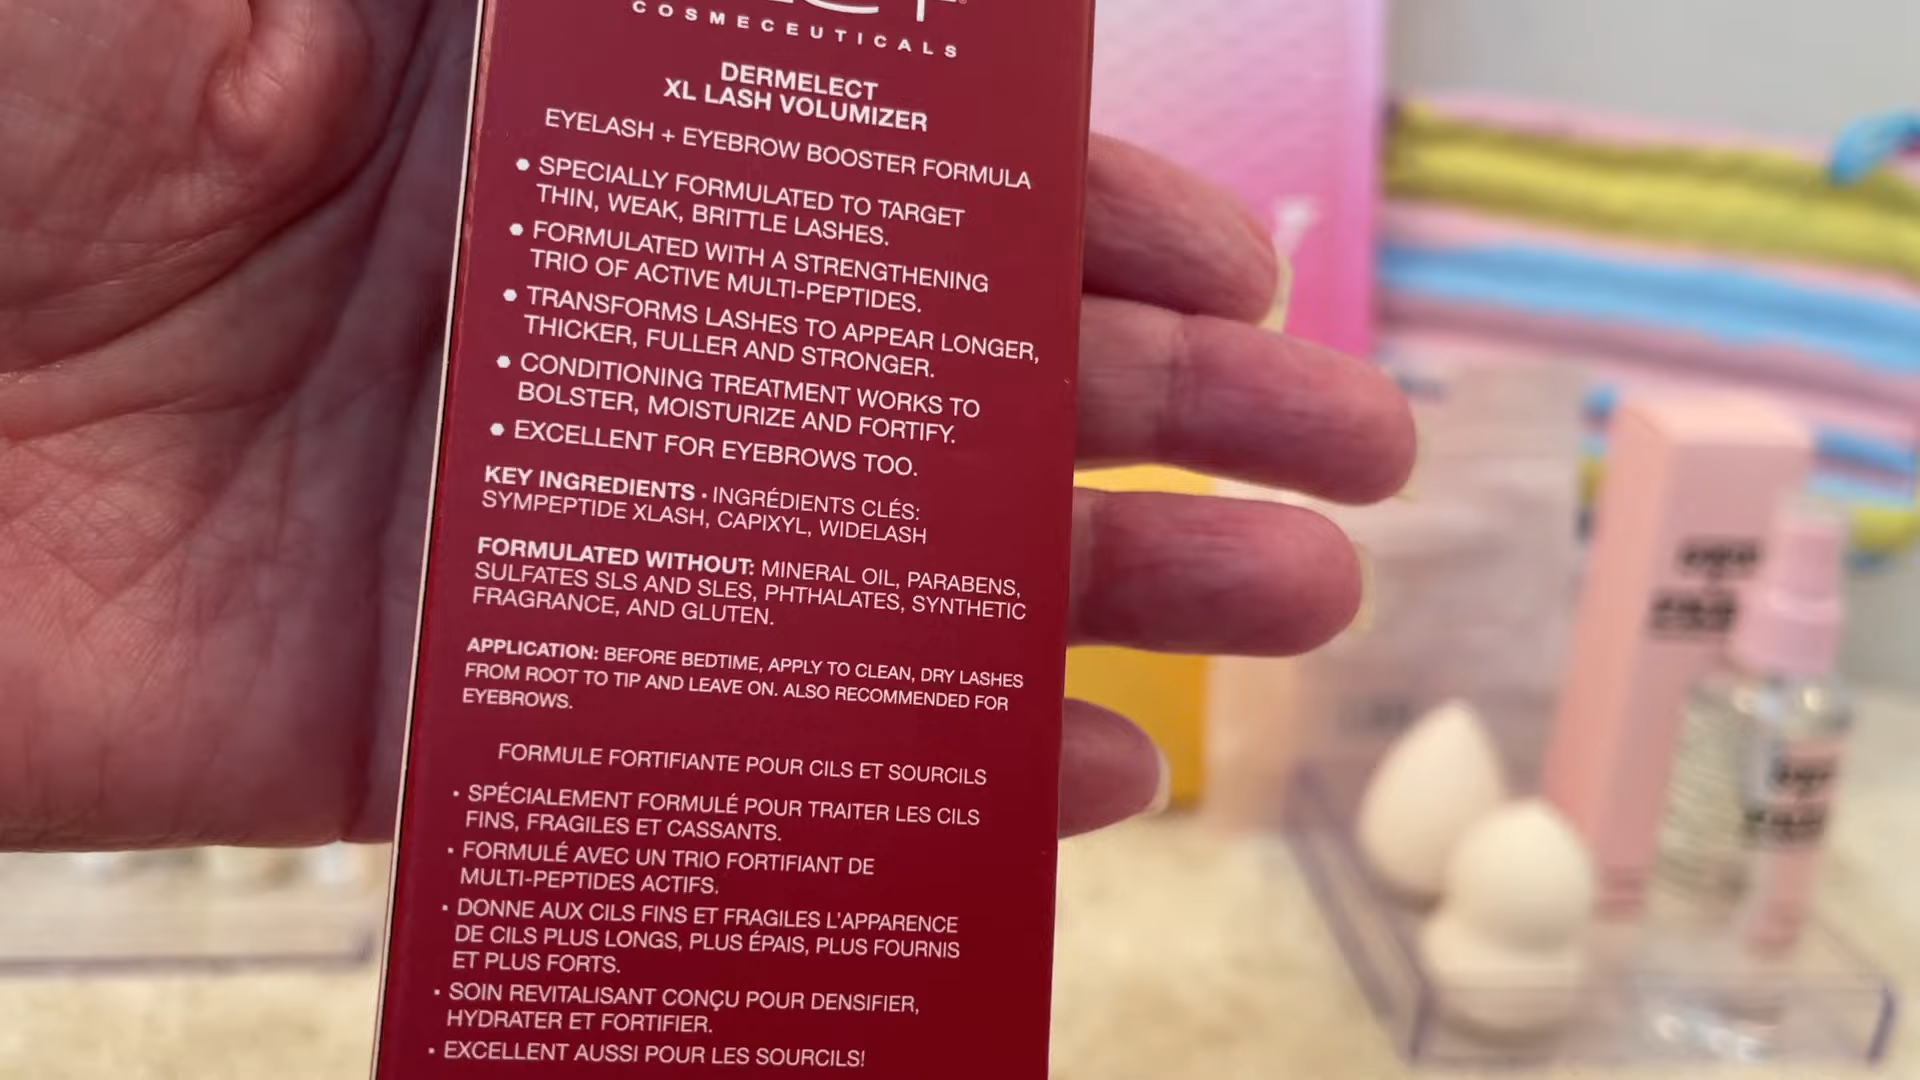 COSMECEUTICALS
DERMELECT
XL LASH VOLUMIZER
EYELASH + EYEBROW BOOSTER FORMULA
● SPECIALLY FORMULATED TO TARGET
THIN, WEAK, BRITTLE LASHES.
● FORMULATED WITH A STRENGTHENING
TRIO OF ACTIVE MULTI-PEPTIDES.
● TRANSFORMS LASHES TO APPEAR LONGER,
THICKER, FULLER AND STRONGER.
● CONDITIONING TREATMENT WORKS TO
BOLSTER, MOISTURIZE AND FORTIFY.
● EXCELLENT FOR EYEBROWS TOO.
KEY INGREDIENTS · INGRÉDIENTS CLÉS:
SYMPEPTIDE XLASH, CAPIXYL, WIDELASH
FORMULATED WITHOUT: MINERAL OIL, PARABENS,
SULFATES SLS AND SLES, PHTHALATES, SYNTHETIC
FRAGRANCE, AND GLUTEN.
APPLICATION: BEFORE BEDTIME, APPLY TO CLEAN, DRY LASHES
FROM ROOT TO TIP AND LEAVE ON. ALSO RECOMMENDED FOR
EYEBROWS.
FORMULE FORTIFIANTE POUR CILS ET SOURCILS
· SPÉCIALEMENT FORMULÉ POUR TRAITER LES CILS
FINS, FRAGILES ET CASSANTS.
· FORMULÉ AVEC UN TRIO FORTIFIANT DE
MULTI-PEPTIDES ACTIFS.
· DONNE AUX CILS FINS ET FRAGILES L'APPARENCE
DE CILS PLUS LONGS, PLUS ÉPAIS, PLUS FOURNIS
ET PLUS FORTS.
· SOIN REVITALISANT CONÇU POUR DENSIFIER,
HYDRATER ET FORTIFIER.
· EXCELLENT AUSSI POUR LES SOURCILS!